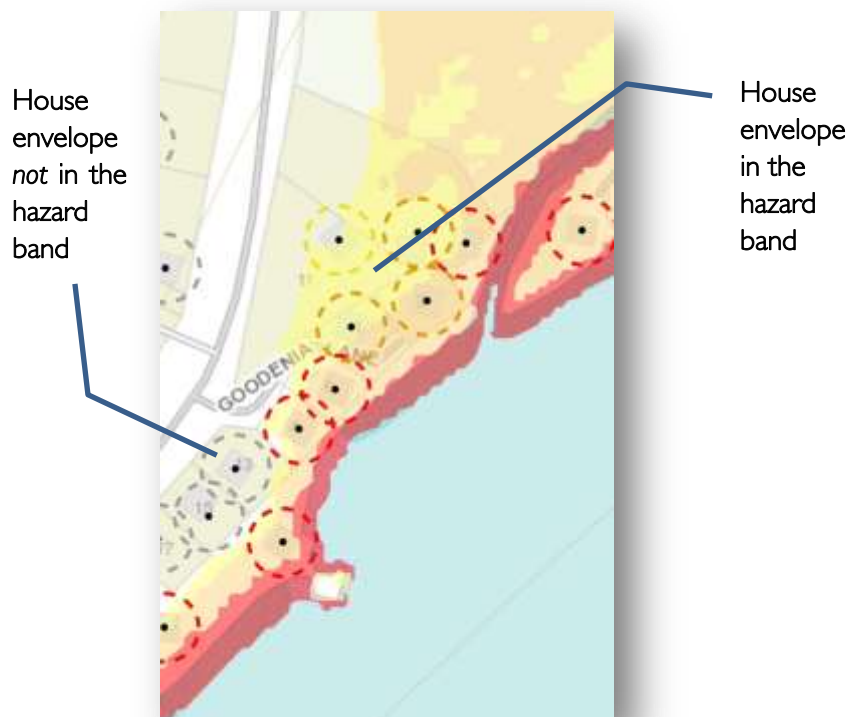 House
envelope
not in the
hazard
band
House
envelope
in the
hazard
band
GOODENIA